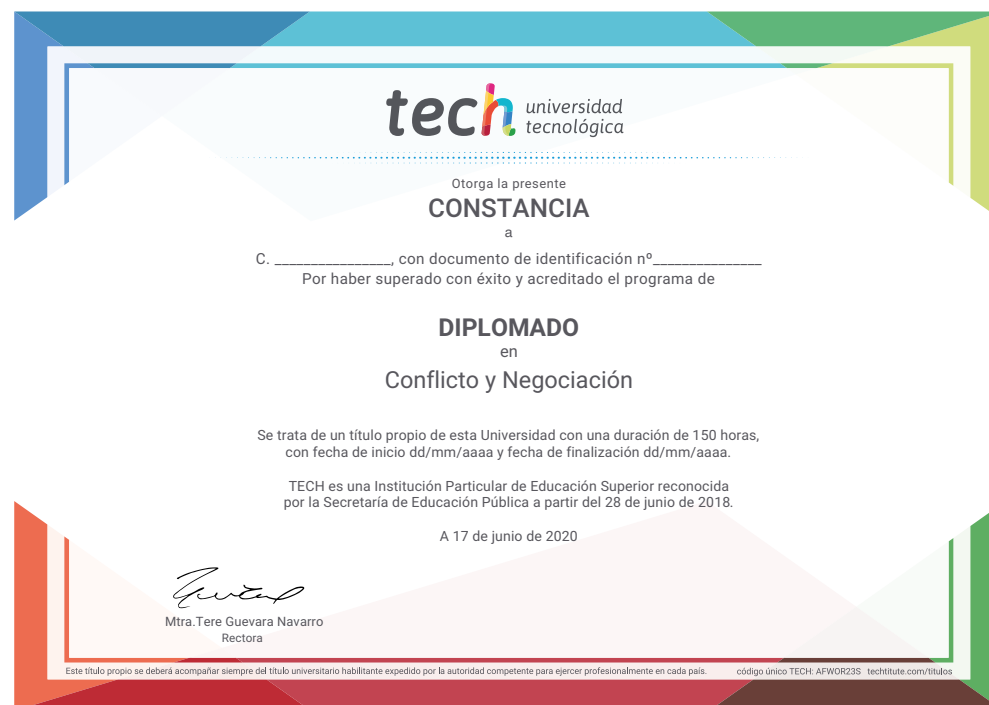 tech universidad
tecnológica
Otorga la presente
CONSTANCIA
a
C. ________________, con documento de identificación nº_______________
Por haber superado con éxito y acreditado el programa de
DIPLOMADO
en
Conflicto y Negociación
Se trata de un título propio de esta Universidad con una duración de 150 horas,
con fecha de inicio dd/mm/aaaa y fecha de finalización dd/mm/aaaa.
TECH es una Institución Particular de Educación Superior reconocida
por la Secretaría de Educación Pública a partir del 28 de junio de 2018.
A 17 de junio de 2020
Mtra.Tere Guevara Navarro
Rectora
Este título propio se deberá acompañar siempre del título universitario habilitante expedido por la autoridad competente para ejercer profesionalmente en cada país. código único TECH: AFWOR23S techtitute.com/titulos